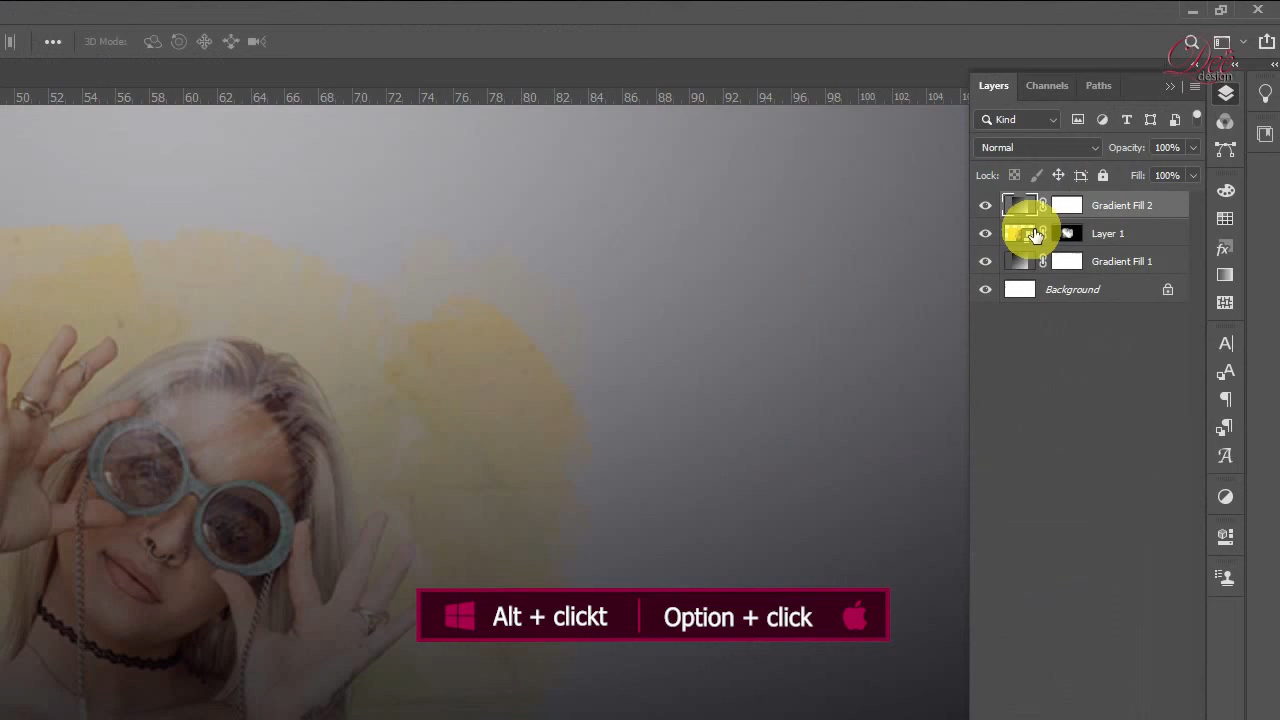 3D Mode:
Dee's
design
50 52 54 56 58 60 62 64 66 68 70 72 74 76 78 80 82 84 86 88 90 92 94 96 98 100 102 104
Layers Channels Paths
Kind
Normal Opacity: 100%
Lock: Fill: 100%
Gradient Fill 2
Layer 1
Gradient Fill 1
Background
Alt + clickt Option + click